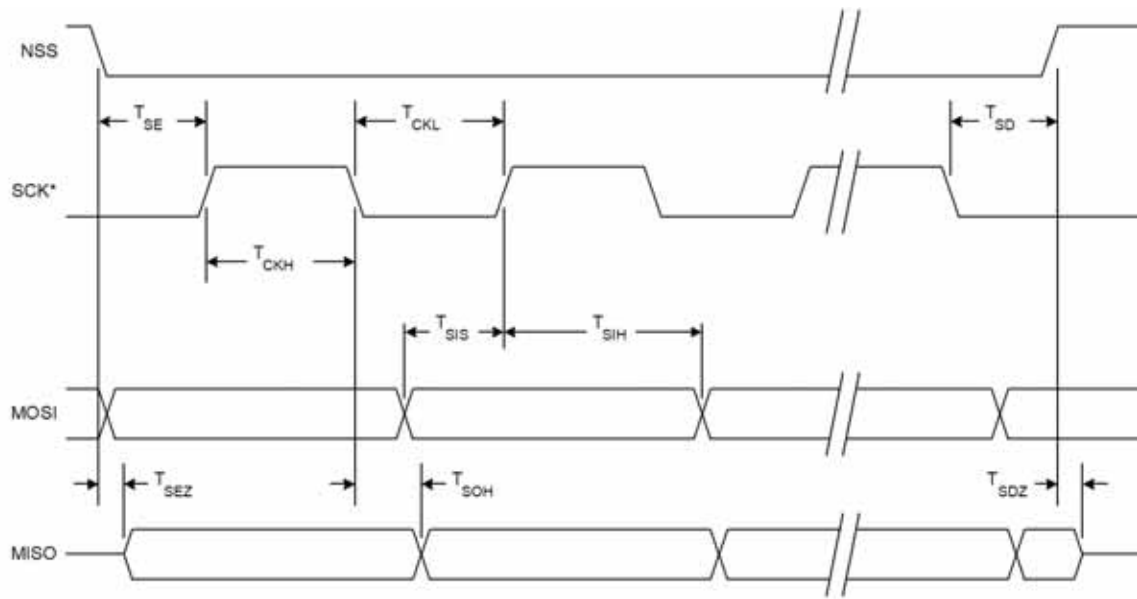 NSS
T_SE
T_CKL
T_SD
SCK*
T_CKH
T_SIS
T_SIH
MOSI
T_SEZ
T_SOH
T_SDZ
MISO